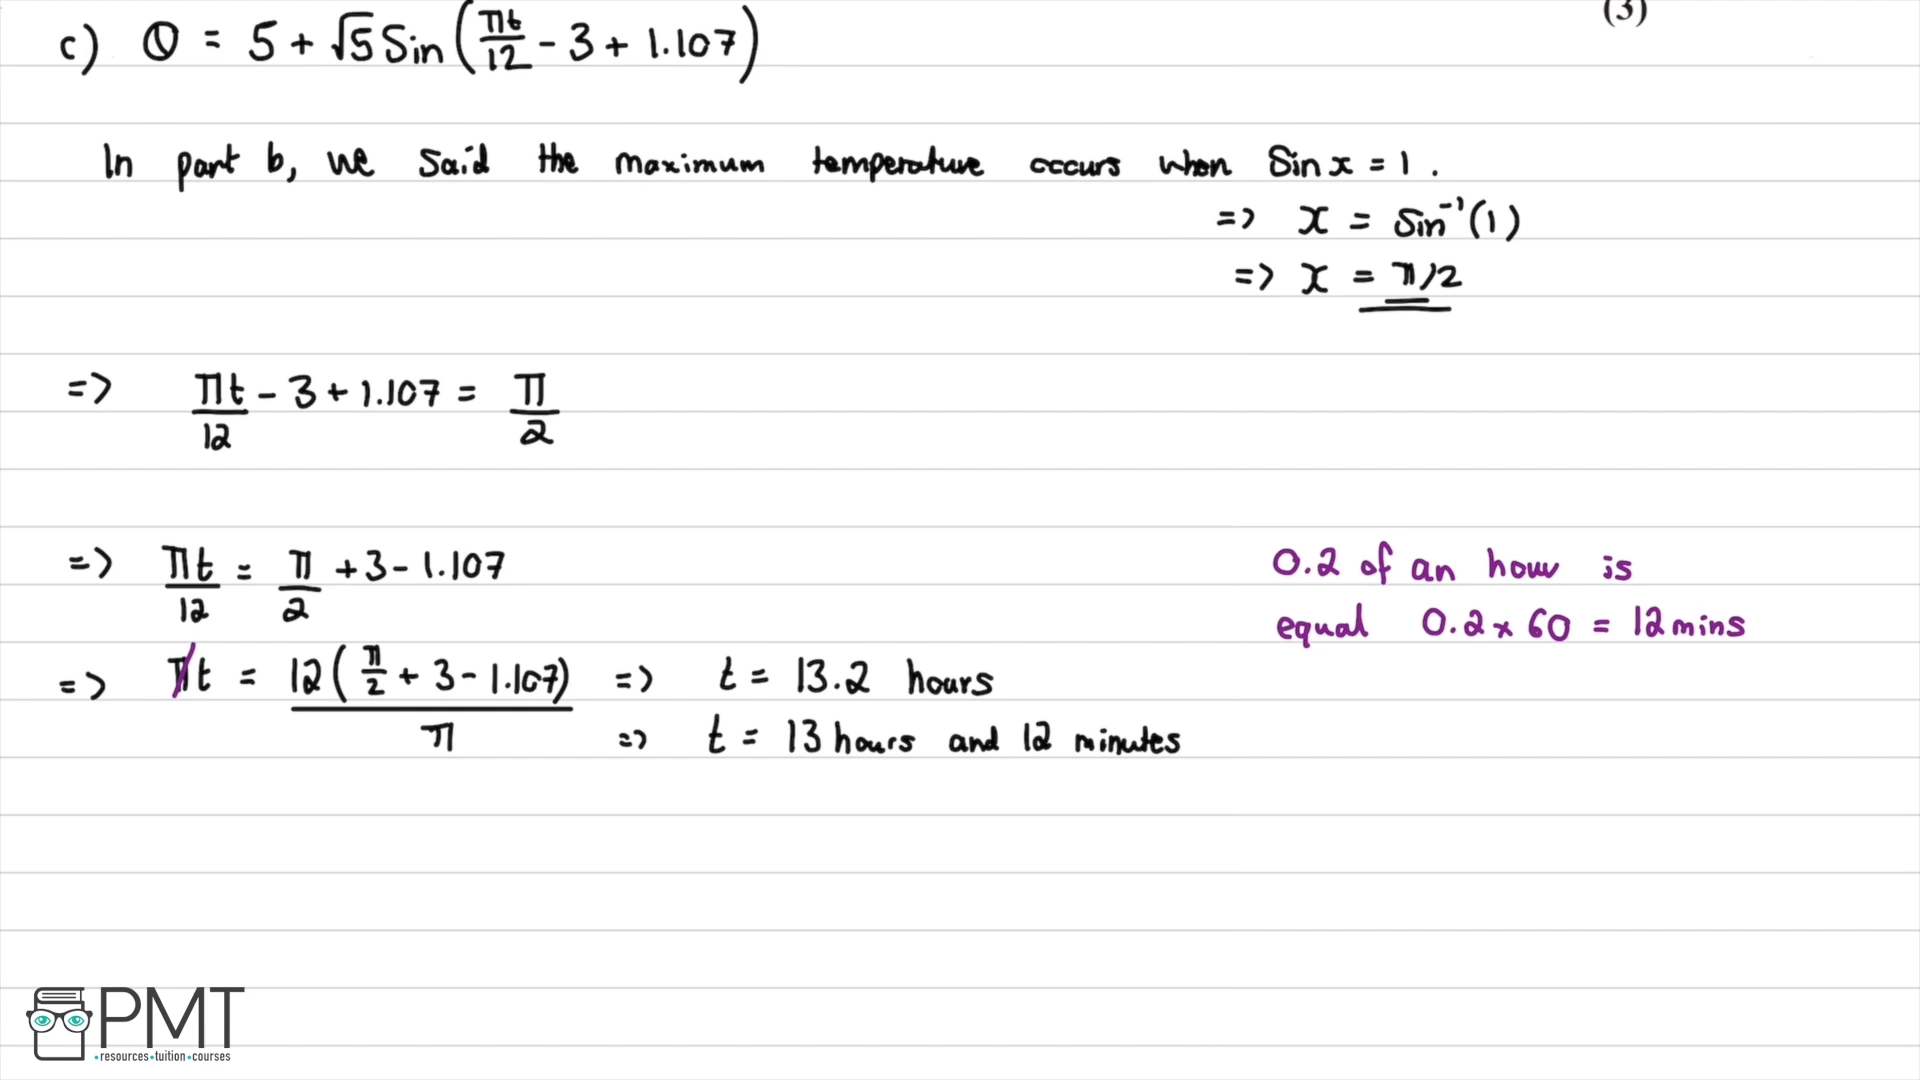 (3)
c) θ = 5 + √5 Sin (πt/12 - 3 + 1.107)
In part b, we said the maximum temperature occurs when Sin x = 1.
=> x = Sin⁻¹(1)
=> x = π/2
=> πt/12 - 3 + 1.107 = π/2
=> πt/12 = π/2 + 3 - 1.107
0.2 of an hour is
equal 0.2 x 60 = 12 mins
=> πt = 12(π/2 + 3 - 1.107)/π => t = 13.2 hours
=> t = 13 hours and 12 minutes
PMT
•resources•tuition•courses